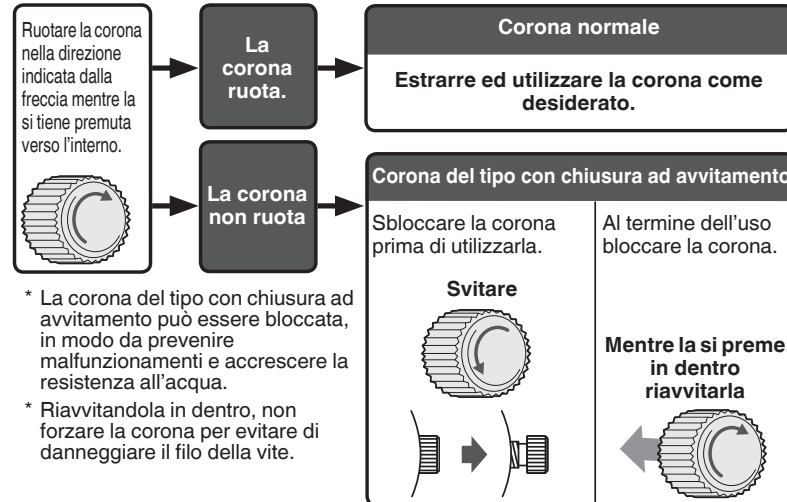 Ruotare la corona
nella direzione
indicata dalla
freccia mentre la
si tiene premuta
verso l'interno.
La
corona
ruota.
Corona normale
Estrarre ed utilizzare la corona come
desiderato.
La corona
non ruota
Corona del tipo con chiusura ad avvitamento
Sbloccare la corona
prima di utilizzarla.
Svitare
Al termine dell'uso
bloccare la corona.
Mentre la si preme
in dentro
riavvitarla
* La corona del tipo con chiusura ad
avvitamento può essere bloccata,
in modo da prevenire
malfunzionamenti e accrescere la
resistenza all'acqua.
* Riavvitandola in dentro, non
forzare la corona per evitare di
danneggiare il filo della vite.